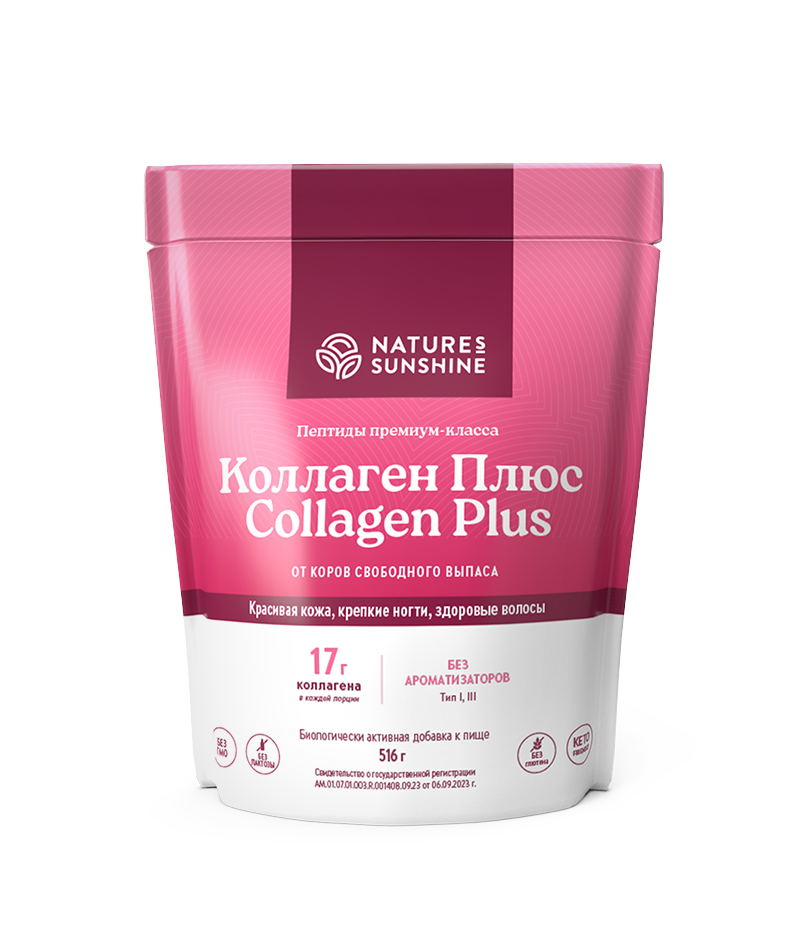 NATURES
SUNSHINE
Пептиды премиум-класса
Коллаген Плюс
Collagen Plus
ОТ КОРОВ СВОБОДНОГО ВЫПАСА
Красивая кожа, крепкие ногти, здоровые волосы
17 г
коллагена
в каждой порции
БЕЗ
АРОМАТИЗАТОРОВ
Тип I, III
БЕЗ
ГМО
БЕЗ
ЛАКТОЗЫ
Биологически активная добавка к пище
516 г
Свидетельство о государственной регистрации
AM.01.07.01.003.R.001408.09.23 от 06.09.2023 г.
БЕЗ
ГЛЮТЕНА
KETO